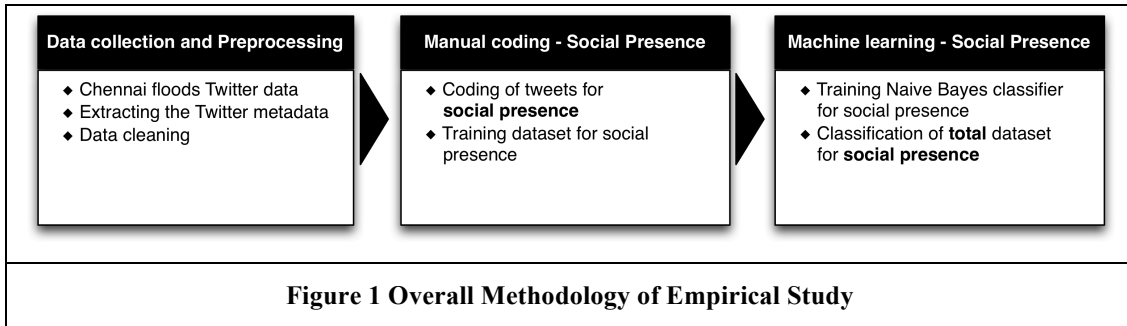 Data collection and Preprocessing
◆ Chennai floods Twitter data
◆ Extracting the Twitter metadata
◆ Data cleaning
Manual coding - Social Presence
◆ Coding of tweets for
social presence
◆ Training dataset for social
presence
Machine learning - Social Presence
◆ Training Naive Bayes classifier
for social presence
◆ Classification of total dataset
for social presence
Figure 1 Overall Methodology of Empirical Study